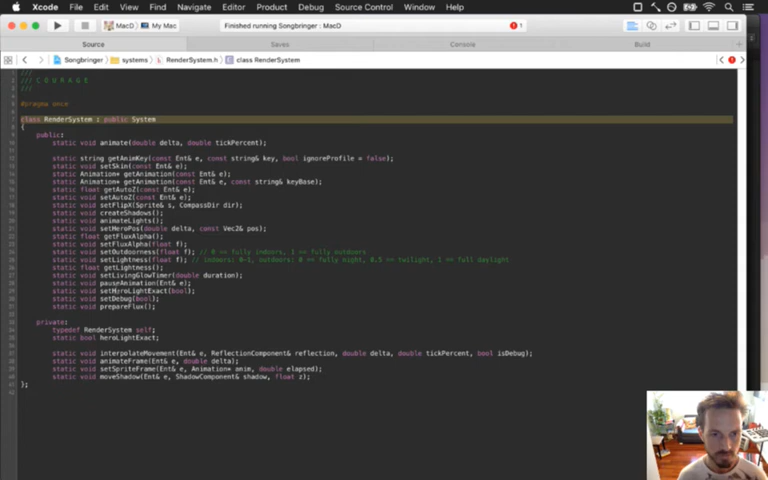 Xcode File Edit View Find Navigate Editor Product Debug Source Control Window Help
MacD My Mac Finished running Songbringer : MacD 1
Source Saves Console Build
Songbringer systems RenderSystem.h class RenderSystem
///
/// C O U R A G E
///
#pragma once
class RenderSystem : public System
{
public:
static void animate(double delta, double tickPercent);
static string getAnimKey(const Ent& e, const string& key, bool ignoreProfile = false);
static void setSkin(const Ent& e);
static Animation* getAnimation(const Ent& e);
static Animation* getAnimation(const Ent& e, const string& keyBase);
static float getAutoZ(const Ent& e);
static void setAutoZ(const Ent& e);
static void setFlipX(Sprite& s, CompassDir dir);
static void createShadows();
static void animateLights();
static void setHeroPos(double delta, const Vec2& pos);
static float getFluxAlpha();
static void setFluxAlpha(float f);
static void setOutdoorness(float f); // 0 == fully indoors, 1 == fully outdoors
static void setLightness(float f); // indoors: 0-1, outdoors: 0 == fully night, 0.5 == twilight, 1 == full daylight
static float getLightness();
static void setLivingGlowTimer(double duration);
static void pauseAnimation(Ent& e);
static void setHeroLightExact(bool);
static void setDebug(bool);
static void prepareFlux();
private:
typedef RenderSystem self;
static bool heroLightExact;
static void interpolateMovement(Ent& e, ReflectionComponent& reflection, double delta, double tickPercent, bool isDebug);
static void animateFrame(Ent& e, double delta);
static void setSpriteFrame(Ent& e, Animation* anim, double elapsed);
static void moveShadow(Ent& e, ShadowComponent& shadow, float z);
};